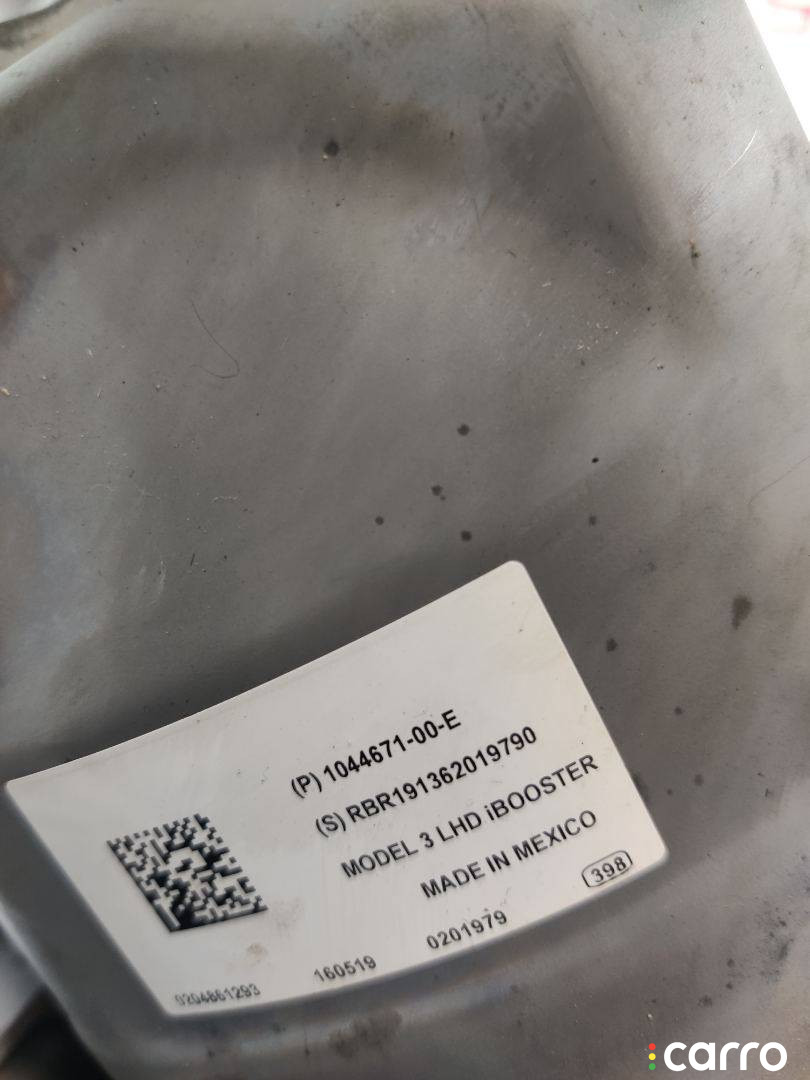 (P) 1044671-00-E
(S) RBR191362019790
MODEL 3 LHD iBOOSTER
MADE IN MEXICO
398
0204861293 160519 0201979
carro